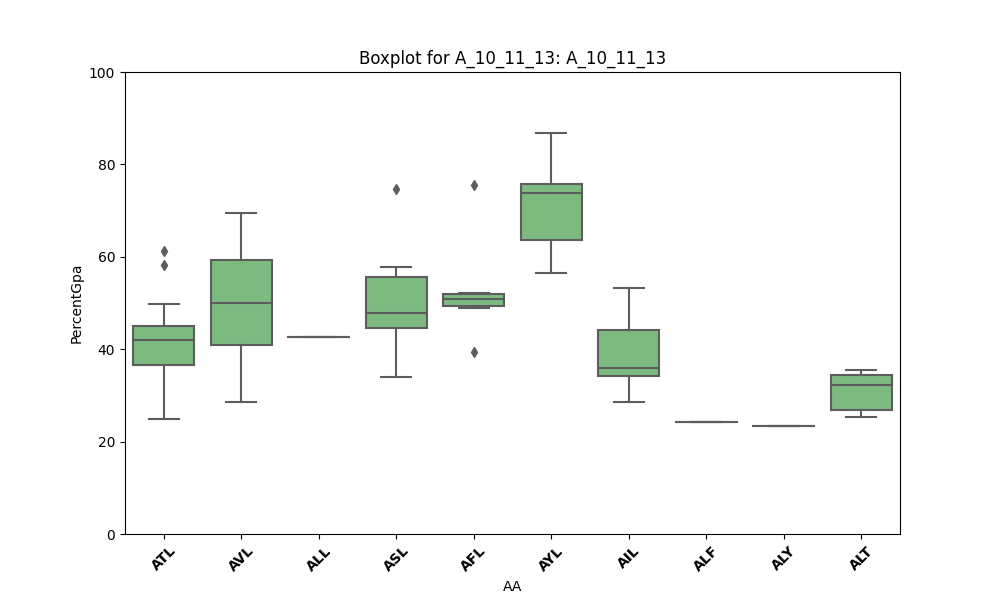 Boxplot for A_10_11_13: A_10_11_13
100
80
60
40
20
0
PercentGpa
ATL AVL ALL ASL AFL AYL AIL ALF ALY ALT
AA